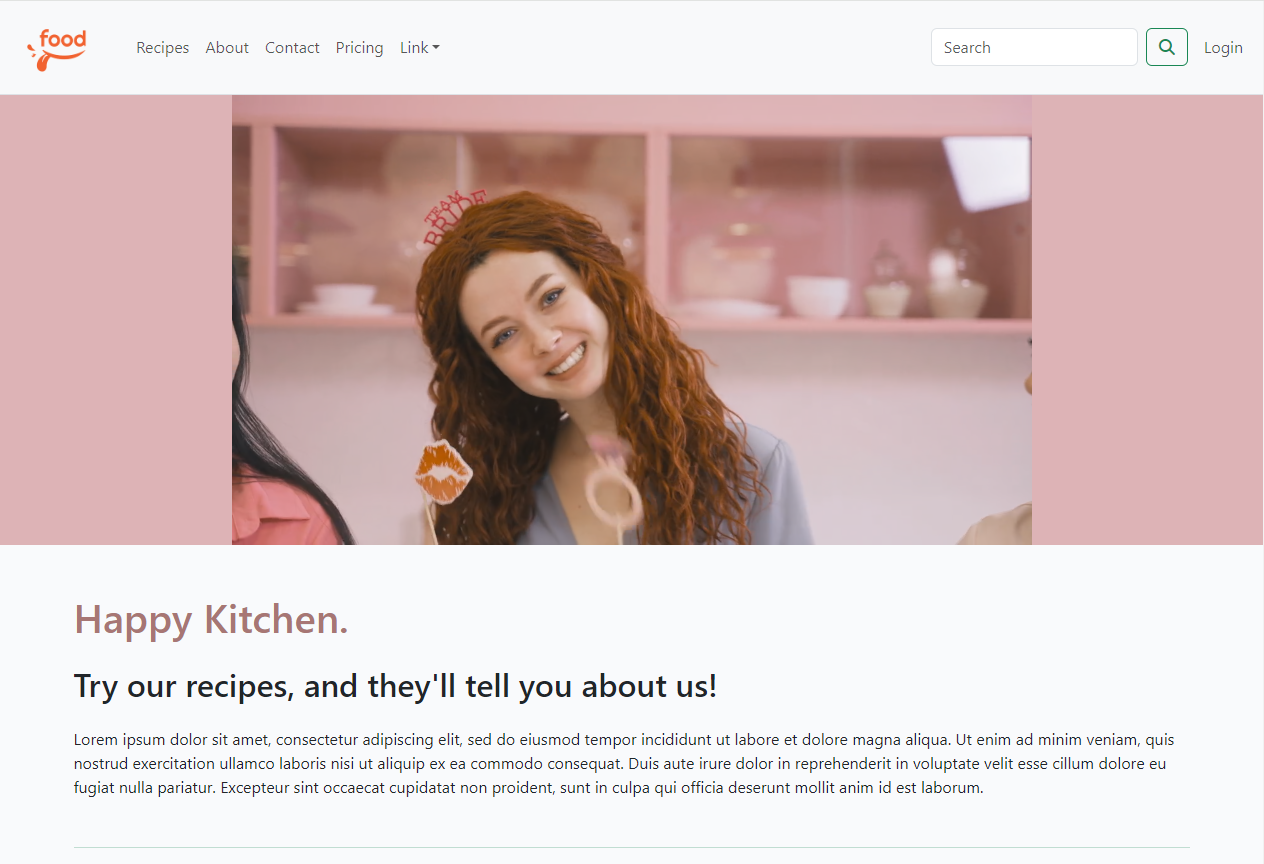 food
Recipes About Contact Pricing Link Search Login
TEAM
BRIDE
Happy Kitchen.
Try our recipes, and they'll tell you about us!
Lorem ipsum dolor sit amet, consectetur adipiscing elit, sed do eiusmod tempor incididunt ut labore et dolore magna aliqua. Ut enim ad minim veniam, quis
nostrud exercitation ullamco laboris nisi ut aliquip ex ea commodo consequat. Duis aute irure dolor in reprehenderit in voluptate velit esse cillum dolore eu
fugiat nulla pariatur. Excepteur sint occaecat cupidatat non proident, sunt in culpa qui officia deserunt mollit anim id est laborum.